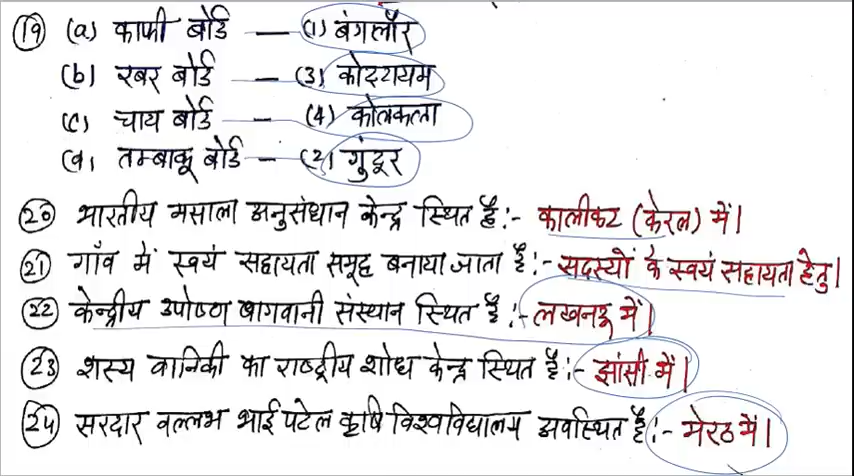 19 (a) काफी बोर्ड — (1) बंगलौर
(b) रबर बोर्ड — (3) कोट्टायम
(c) चाय बोर्ड — (4) कोलकला
(d) तम्बाकू बोर्ड — (2) गुंटूर
20 भारतीय मसाला अनुसंधान केन्द्र स्थित है:- कालीकट (केरल) में।
21 गाँव में स्वयं सहायता समूह बनाया जाता है:- सदस्यों के स्वयं सहायता हेतु।
22 केन्द्रीय उपोष्ण बागवानी संस्थान स्थित है:- लखनऊ में।
23 शस्य वानिकी का राष्ट्रीय शोध केन्द्र स्थित है:- झांसी में।
24 सरदार वल्लभ भाई पटेल कृषि विश्वविद्यालय अवस्थित है:- मेरठ में।